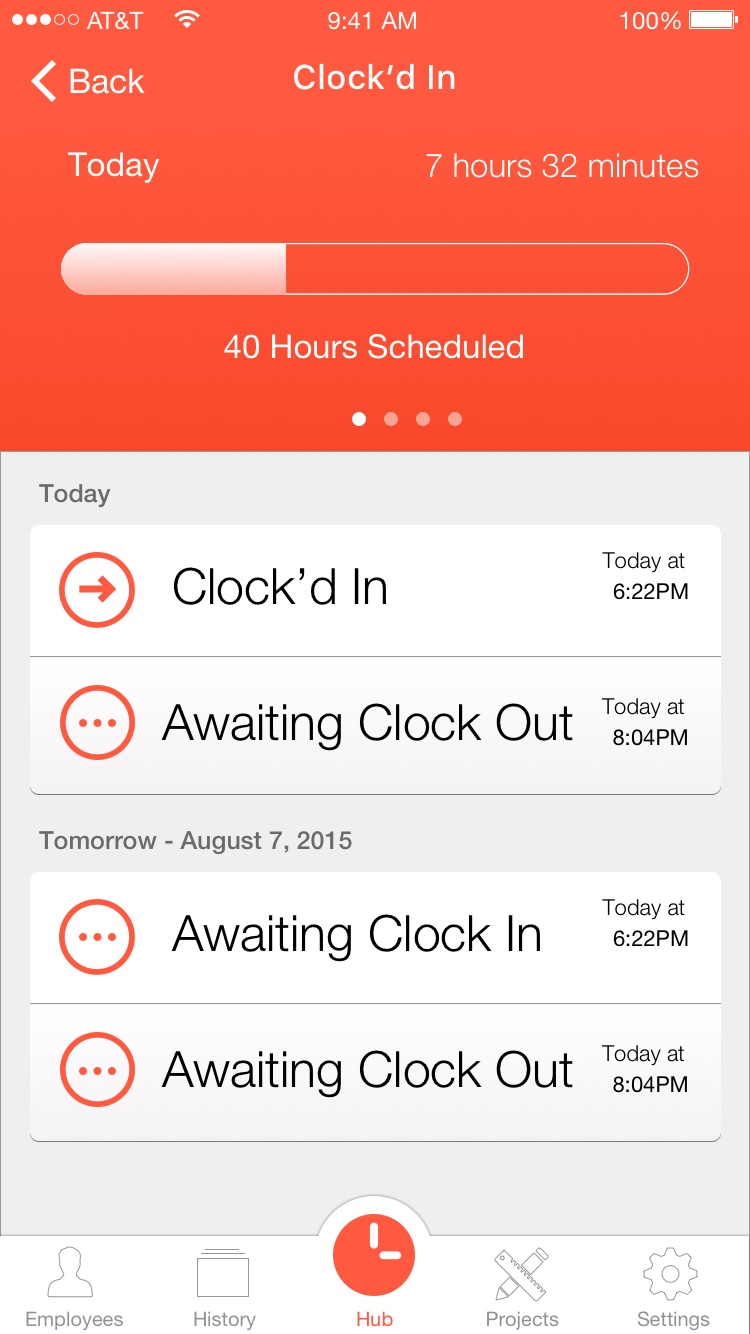 AT&T 9:41 AM 100%
Back Clock’d In
Today 7 hours 32 minutes
40 Hours Scheduled
Today
Clock’d In
Today at
6:22PM
Awaiting Clock Out
Today at
8:04PM
Tomorrow - August 7, 2015
Awaiting Clock In
Today at
6:22PM
Awaiting Clock Out
Today at
8:04PM
Employees History Hub Projects Settings